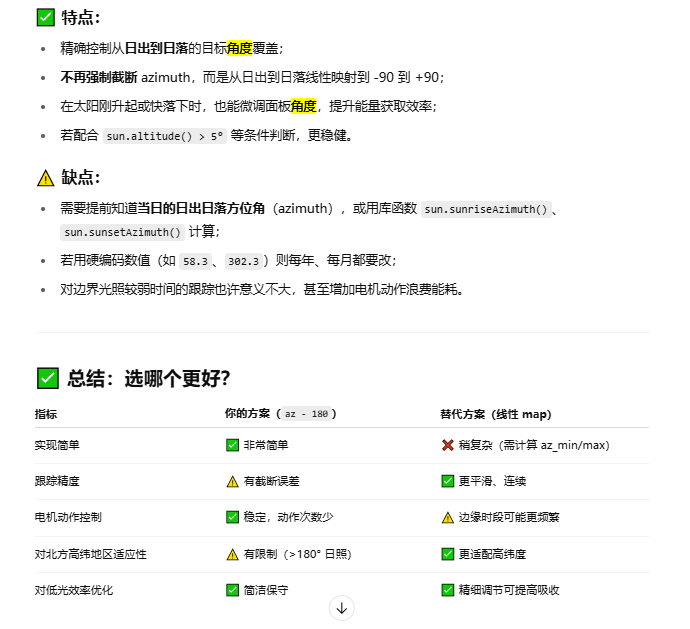 ✅ 特点：
• 精确控制从日出到日落的目标角度覆盖；
• 不再强制截断 azimuth，而是从日出到日落线性映射到 -90 到 +90；
• 在太阳刚升起或快落下时，也能微调面板角度，提升能量获取效率；
• 若配合 sun.altitude() > 5° 等条件判断，更稳健。
⚠️ 缺点：
• 需要提前知道当日的日出日落方位角（azimuth），或用库函数 sun.sunriseAzimuth()、
sun.sunsetAzimuth() 计算；
• 若用硬编码数值（如 58.3、302.3）则每年、每月都要改；
• 对边界光照较弱时间的跟踪也许意义不大，甚至增加电机动作浪费能耗。
✅ 总结：选哪个更好？
指标 你的方案（az - 180） 替代方案（线性 map）
实现简单 ✅ 非常简单 ❌ 稍复杂（需计算 az_min/max）
跟踪精度 ⚠️ 有截断误差 ✅ 更平滑、连续
电机动作控制 ✅ 稳定，动作次数少 ⚠️ 边缘时段可能更频繁
对北方高纬地区适应性 ⚠️ 有限制（>180° 日照） ✅ 更适配高纬度
对低光效率优化 ✅ 简洁保守 ✅ 精细调节可提高吸收